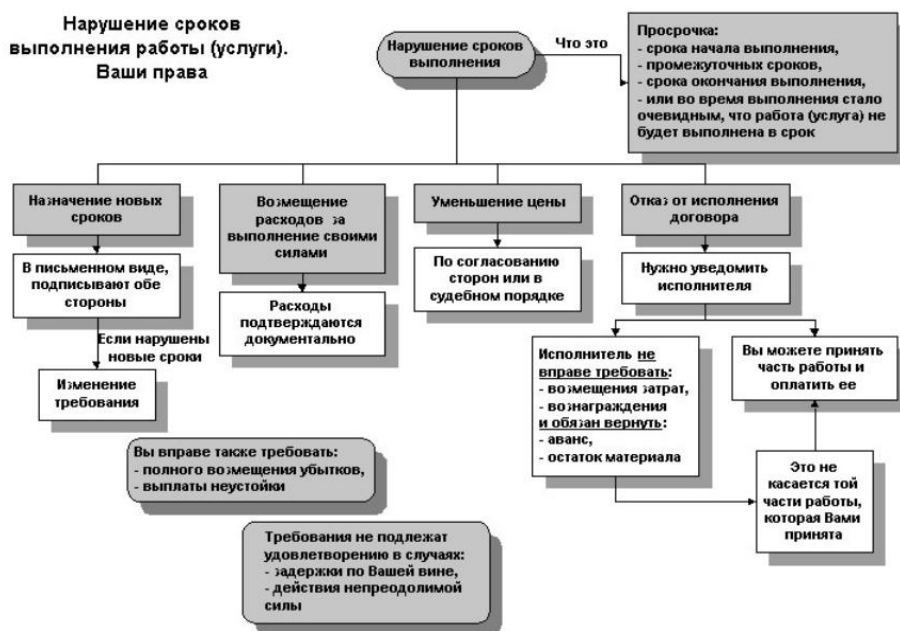 Нарушение сроков
выполнения работы (услуги).
Ваши права
Нарушение сроков
выполнения
Что это
Просрочка:
- срока начала выполнения,
- промежуточных сроков,
- срока окончания выполнения,
- или во время выполнения стало
очевидным, что работа (услуга) не
будет выполнена в срок
Назначение новых
сроков
В письменном виде,
подписывают обе
стороны
Если нарушены
новые сроки
Изменение
требования
Возмещение
расходов за
выполнение своими
силами
Расходы
подтверждаются
документально
Уменьшение цены
По согласованию
сторон или в
судебном порядке
Отказ от исполнения
договора
Нужно уведомить
исполнителя
Исполнитель не
вправе требовать:
- возмещения затрат,
- вознаграждения
и обязан вернуть:
- аванс,
- остаток материала
Вы можете принять
часть работы и
оплатить ее
Это не
касается той
части работы,
которая Вами
принята
Вы вправе также требовать:
- полного возмещения убытков,
- выплаты неустойки
Требования не подлежат
удовлетворению в случаях:
- задержки по Вашей вине,
- действия непреодолимой
силы